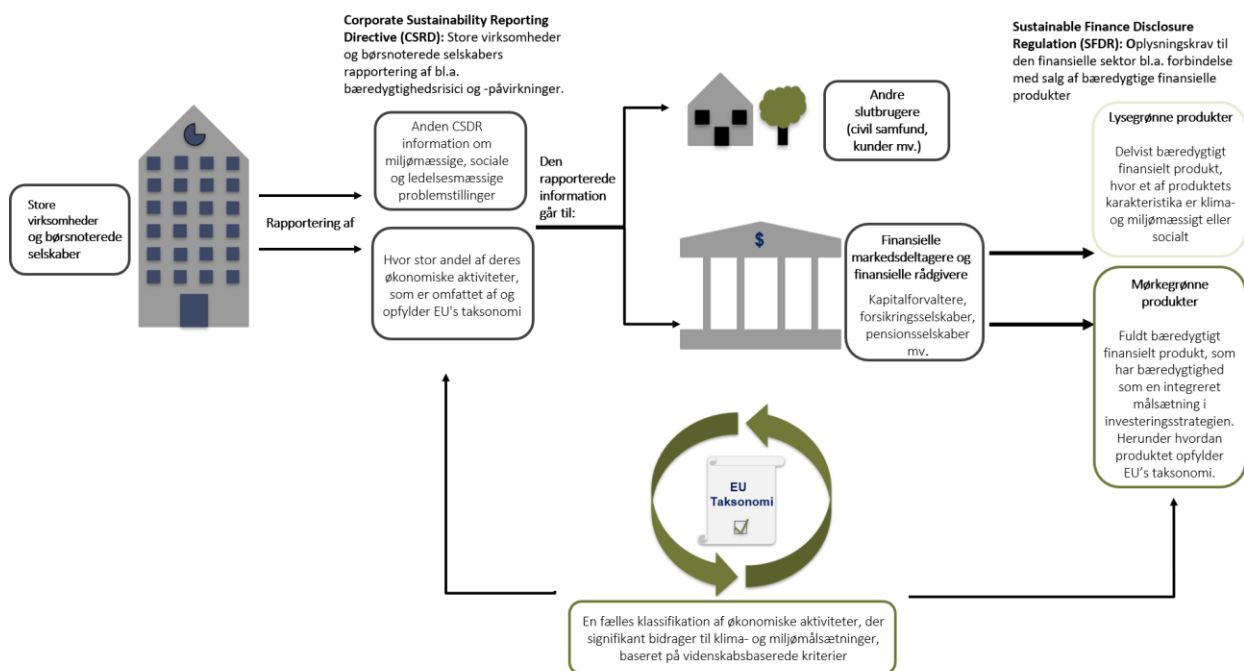 Corporate Sustainability Reporting
Directive (CSRD): Store virksomheder
og børsnoterede selskabers
rapportering af bl.a.
bæredygtighedsrisici og -påvirkninger.
Sustainable Finance Disclosure
Regulation (SFDR): Oplysningskrav til
den finansielle sektor bl.a. forbindelse
med salg af bæredygtige finansielle
produkter
Store
virksomheder
og børsnoterede
selskaber
Rapportering af
Anden CSDR
information om
miljømæssige, sociale
og ledelsesmæssige
problemstillinger
Hvor stor andel af deres
økonomiske aktiviteter,
som er omfattet af og
opfylder EU's taksonomi
Den
rapporterede
information
går til:
Andre
slutbrugere
(civil samfund,
kunder mv.)
$
Finansielle
markedsdeltagere og
finansielle rådgivere
Kapitalforvaltere,
forsikringsselskaber,
pensionsselskaber
mv.
Lysegrønne produkter
Delvist bæredygtigt
finansielt produkt,
hvor et af produktets
karakteristika er klima-
og miljømæssigt eller
socialt
Mørkegrønne
produkter
Fuldt bæredygtigt
finansielt produkt, som
har bæredygtighed
som en integreret
målsætning i
investeringsstrategien.
Herunder hvordan
produktet opfylder
EU's taksonomi.
EU
Taksonomi
En fælles klassifikation af økonomiske aktiviteter, der
signifikant bidrager til klima- og miljømålsætninger,
baseret på videnskabsbaserede kriterier